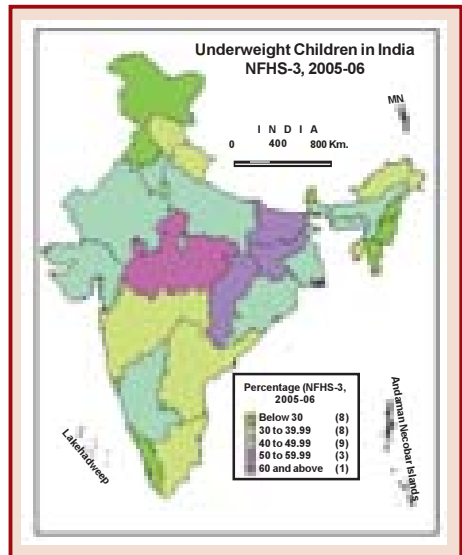 Underweight Children in India
NFHS-3, 2005-06
MN
I N D I A
0 400 800 Km.
Percentage (NFHS-3,
2005-06
Below 30 (8)
30 to 39.99 (8)
40 to 49.99 (9)
50 to 59.99 (3)
60 and above (1)
Lakehadweep
Andaman Necobar Islands